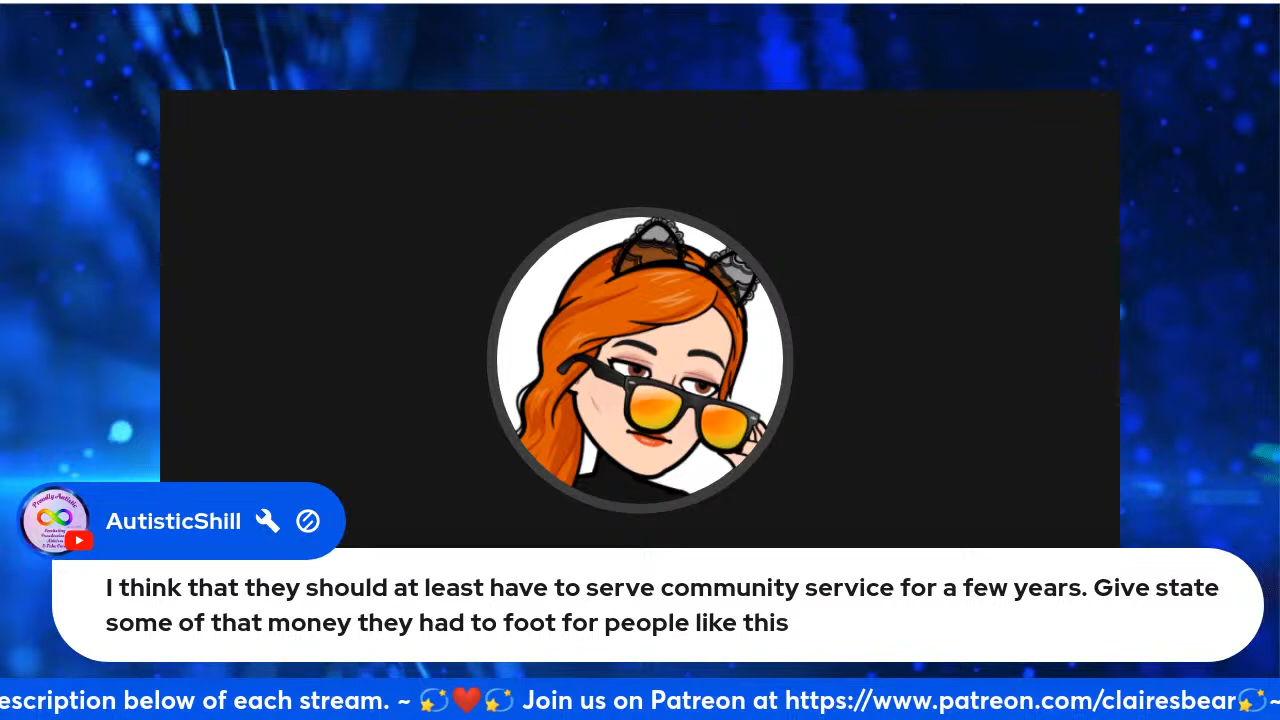 Proudly Autistic
AutisticShill
I think that they should at least have to serve community service for a few years. Give state
some of that money they had to foot for people like this
escription below of each stream. ~ 💫❤️💫 Join us on Patreon at https://www.patreon.com/clairesbear💫~